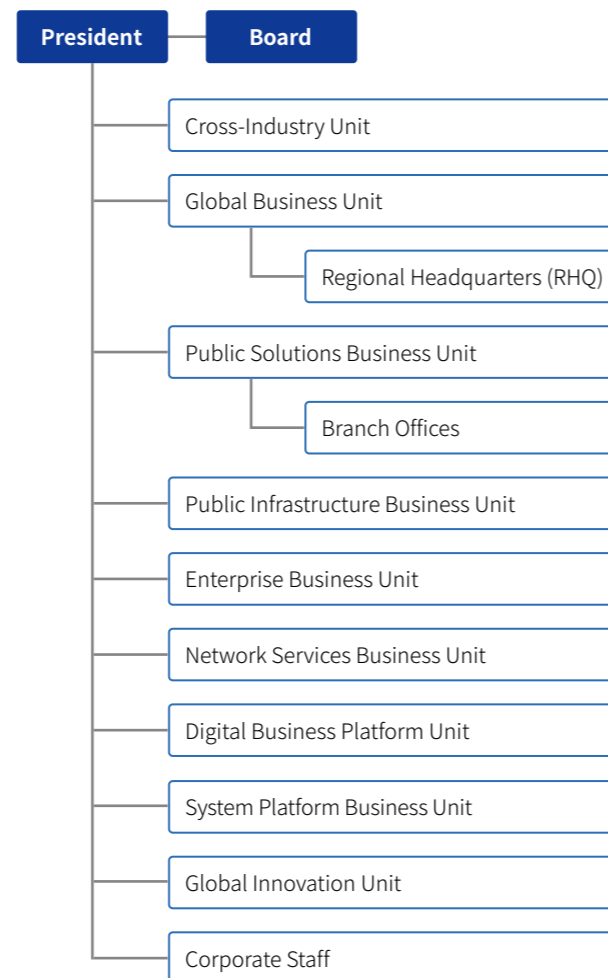 President
Board
Cross-Industry Unit
Global Business Unit
Regional Headquarters (RHQ)
Public Solutions Business Unit
Branch Offices
Public Infrastructure Business Unit
Enterprise Business Unit
Network Services Business Unit
Digital Business Platform Unit
System Platform Business Unit
Global Innovation Unit
Corporate Staff